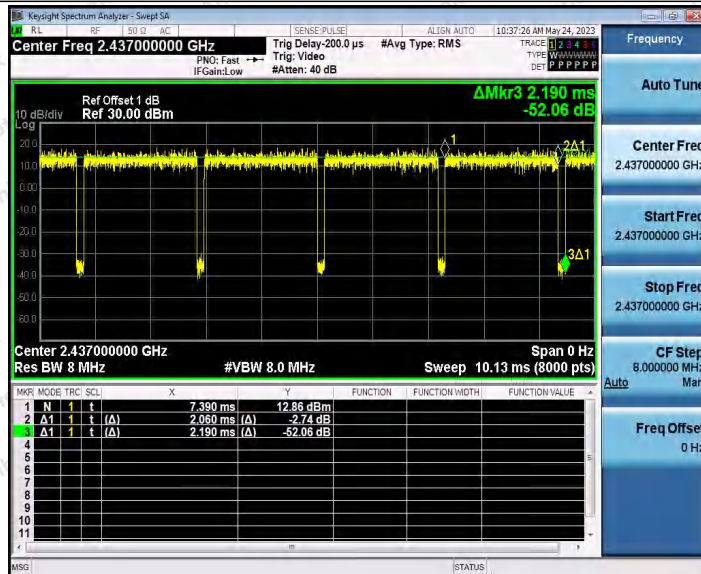 Keysight Spectrum Analyzer - Swept SA
RL RF 50 Ω AC SENSE:PULSE ALIGN AUTO 10:37:26 AM May 24, 2023
Center Freq 2.437000000 GHz
PNO: Fast
IFGain:Low
Trig Delay-200.0 µs
Trig: Video
#Atten: 40 dB
#Avg Type: RMS
TRACE 1 2 3 4 5 6
TYPE WWWWWW
DET P P P P P P
Frequency
Auto Tune
ΔMkr3 2.190 ms
-52.06 dB
Ref Offset 1 dB
10 dB/div Ref 30.00 dBm
Log
20.0
10.0
0.00
-10.0
-20.0
-30.0
-40.0
-50.0
-60.0
1
2Δ1
3Δ1
Center Freq
2.437000000 GHz
Start Freq
2.437000000 GHz
Stop Freq
2.437000000 GHz
CF Step
8.000000 MHz
Auto Man
Freq Offset
0 Hz
Center 2.437000000 GHz Span 0 Hz
Res BW 8 MHz #VBW 8.0 MHz Sweep 10.13 ms (8000 pts)
MKR MODE TRC SCL X Y FUNCTION FUNCTION WIDTH FUNCTION VALUE
1 N 1 t 7.390 ms 12.86 dBm
2 Δ1 1 t (Δ) 2.060 ms (Δ) -2.74 dB
3 Δ1 1 t (Δ) 2.190 ms (Δ) -52.06 dB
4
5
6
7
8
9
10
11
MSG STATUS